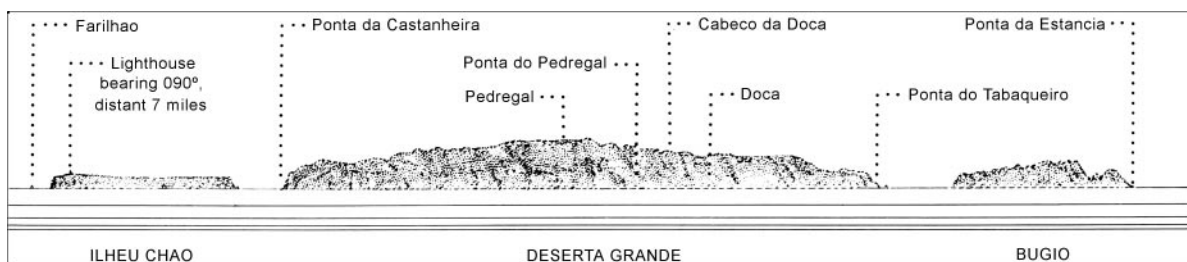 Farilhao
Ponta da Castanheira
Cabeco da Doca
Ponta da Estancia
Lighthouse
bearing 090º,
distant 7 miles
Ponta do Pedregal
Pedregal
Doca
Ponta do Tabaqueiro
ILHEU CHAO
DESERTA GRANDE
BUGIO